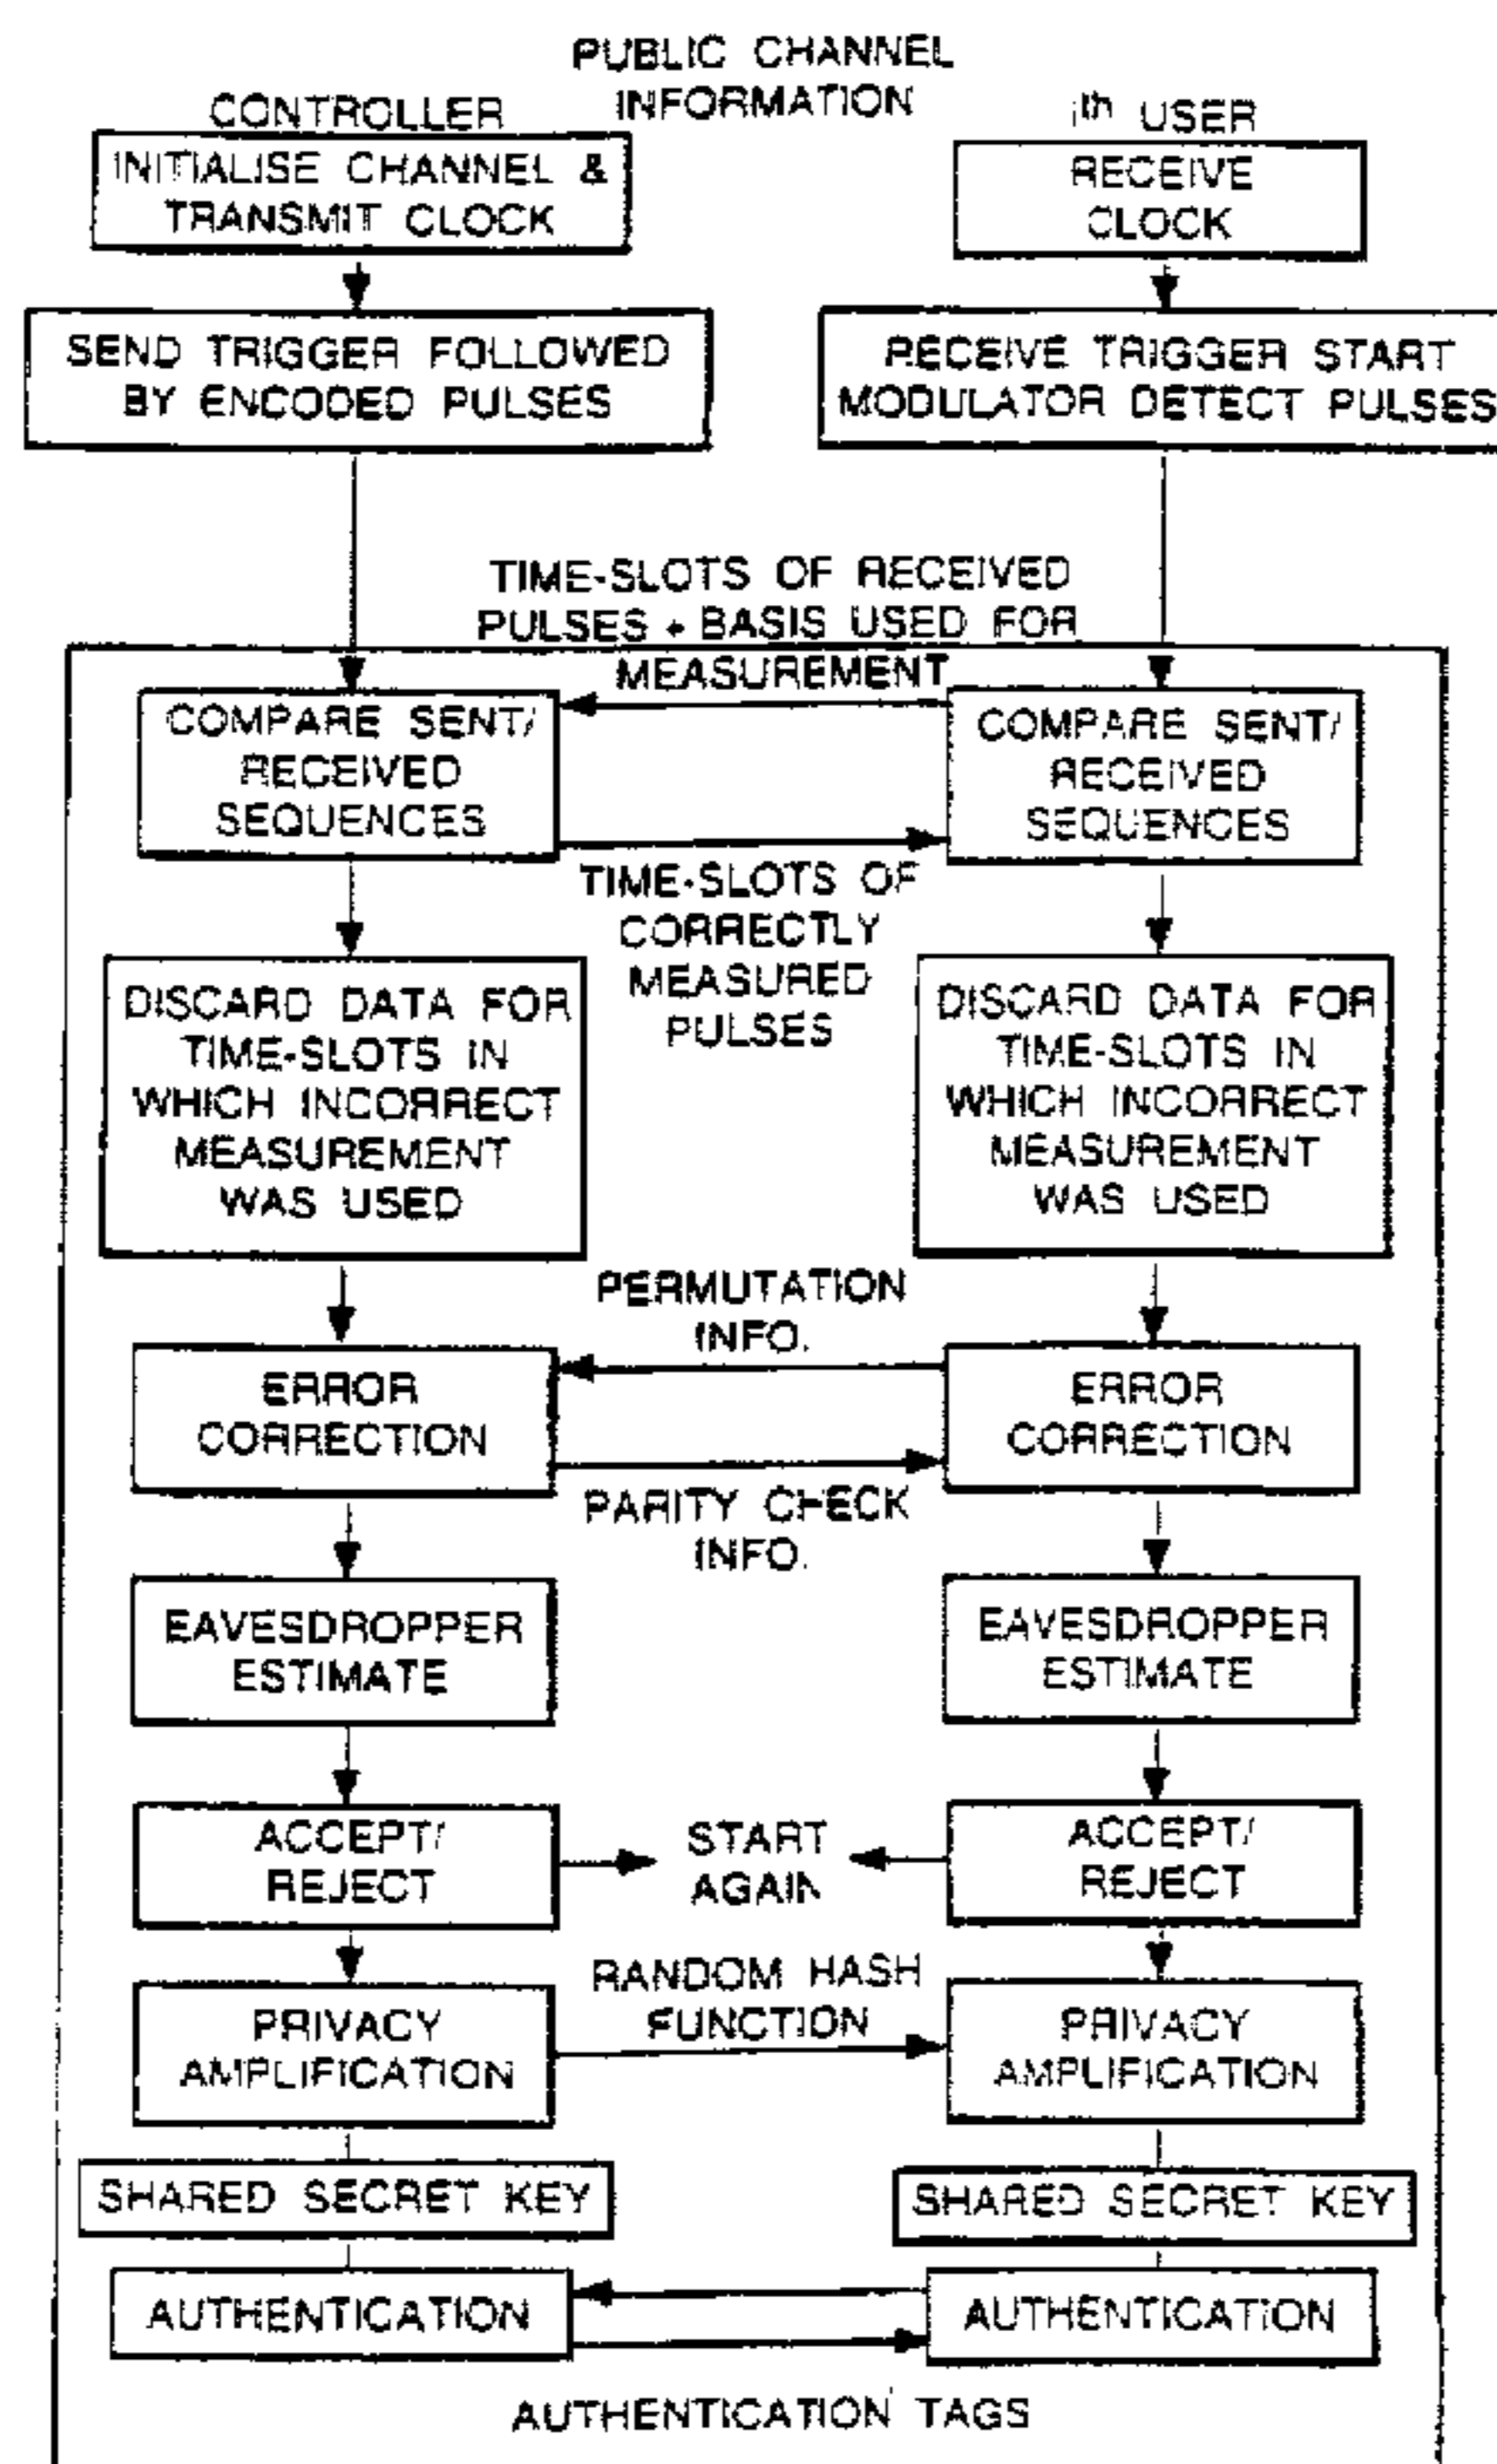 PUBLIC CHANNEL
INFORMATION
CONTROLLER
INITIALISE CHANNEL &
TRANSMIT CLOCK
ith USER
RECEIVE
CLOCK
SEND TRIGGER FOLLOWED
BY ENCODED PULSES
RECEIVE TRIGGER START
MODULATOR DETECT PULSES
TIME-SLOTS OF RECEIVED
PULSES + BASIS USED FOR
MEASUREMENT
COMPARE SENT/
RECEIVED
SEQUENCES
COMPARE SENT/
RECEIVED
SEQUENCES
TIME-SLOTS OF
CORRECTLY
MEASURED
PULSES
DISCARD DATA FOR
TIME-SLOTS IN
WHICH INCORRECT
MEASUREMENT
WAS USED
DISCARD DATA FOR
TIME-SLOTS IN
WHICH INCORRECT
MEASUREMENT
WAS USED
PERMUTATION
INFO.
ERROR
CORRECTION
ERROR
CORRECTION
PARITY CHECK
INFO.
EAVESDROPPER
ESTIMATE
EAVESDROPPER
ESTIMATE
ACCEPT/
REJECT
START
AGAIN
ACCEPT/
REJECT
PRIVACY
AMPLIFICATION
RANDOM HASH
FUNCTION
PRIVACY
AMPLIFICATION
SHARED SECRET KEY
SHARED SECRET KEY
AUTHENTICATION
AUTHENTICATION
AUTHENTICATION TAGS